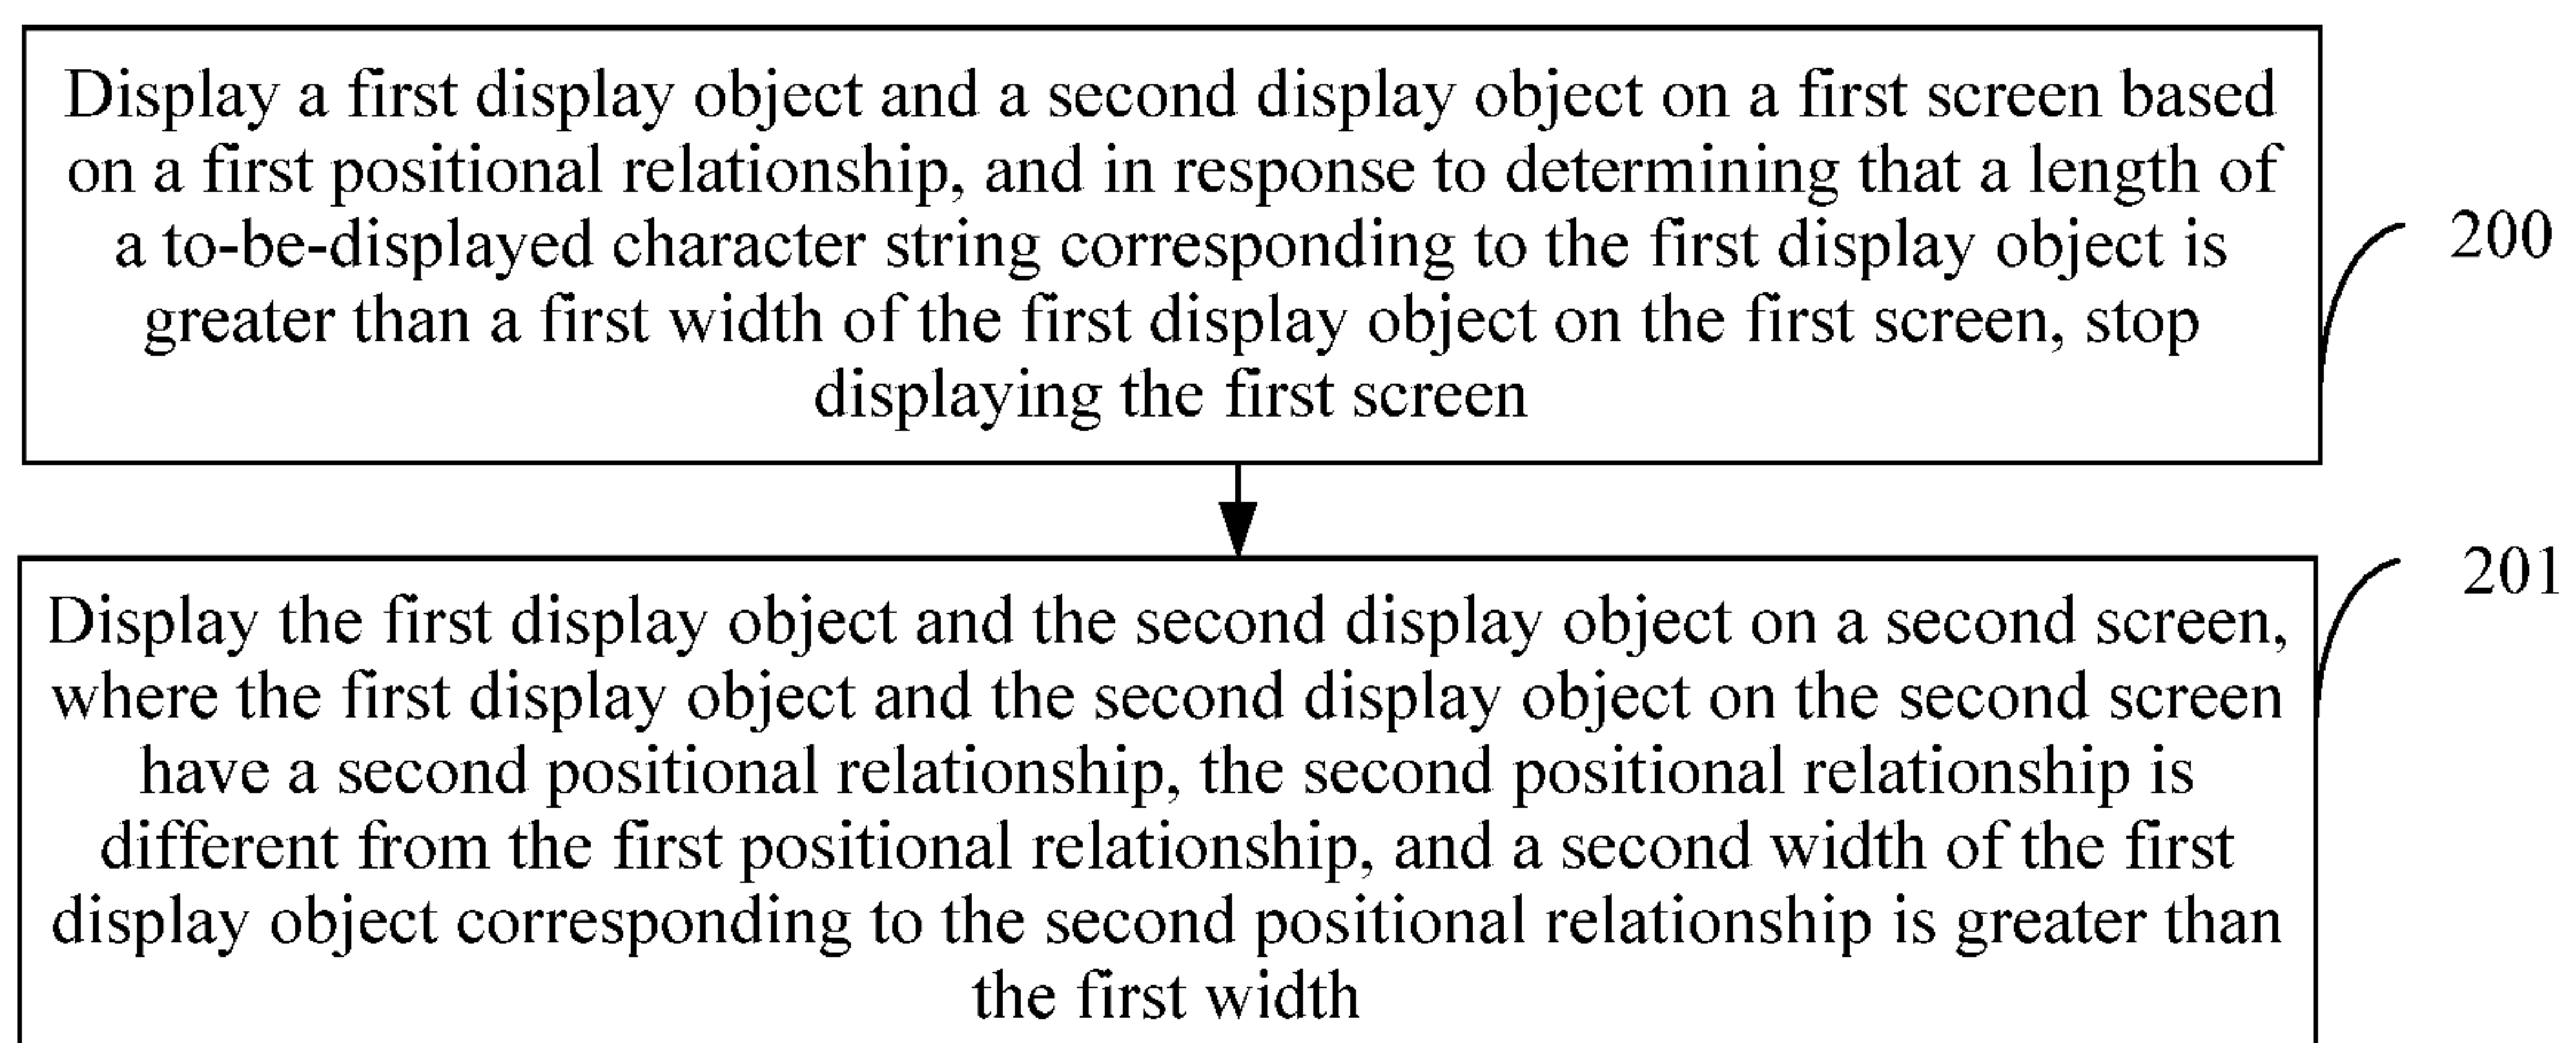 Display a first display object and a second display object on a first screen based
on a first positional relationship, and in response to determining that a length of
a to-be-displayed character string corresponding to the first display object is
greater than a first width of the first display object on the first screen, stop
displaying the first screen
200
Display the first display object and the second display object on a second screen,
where the first display object and the second display object on the second screen
have a second positional relationship, the second positional relationship is
different from the first positional relationship, and a second width of the first
display object corresponding to the second positional relationship is greater than
the first width
201